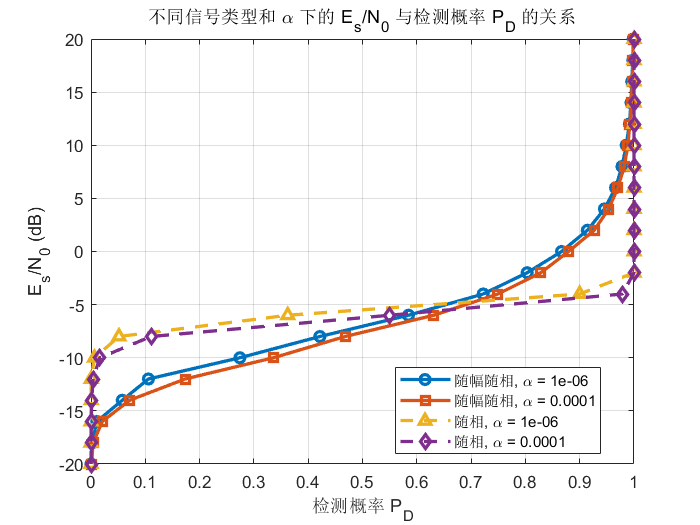 不同信号类型和 α 下的 Es/N0 与检测概率 PD 的关系
20
15
10
5
0
-5
-10
-15
-20
Es/N0 (dB)
0 0.1 0.2 0.3 0.4 0.5 0.6 0.7 0.8 0.9 1
检测概率 PD
随幅随相, α = 1e-06
随幅随相, α = 0.0001
随相, α = 1e-06
随相, α = 0.0001